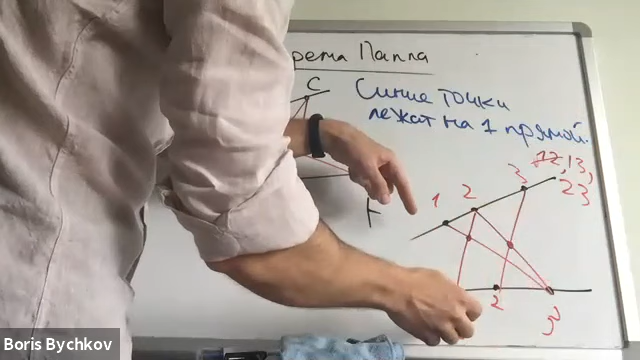 рема Паппа
C
Синие точки
лежат на 1 прямой.
12, 13,
23
1 2 3
2 3
Boris Bychkov